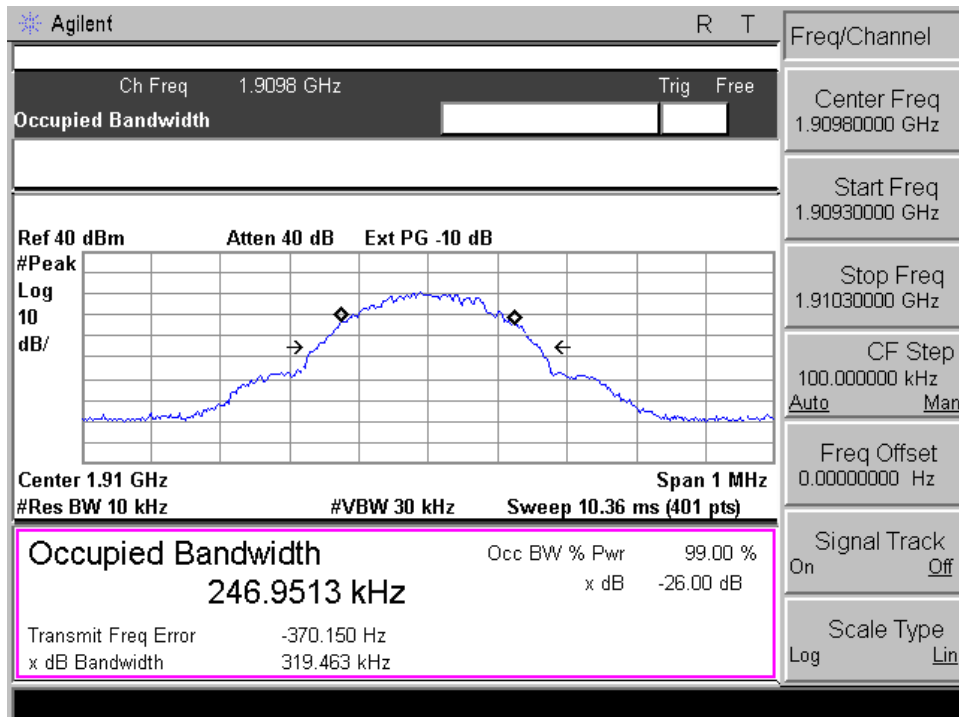 Agilent R T
Ch Freq 1.9098 GHz Trig Free
Occupied Bandwidth
Ref 40 dBm Atten 40 dB Ext PG -10 dB
#Peak
Log
10
dB/
Center 1.91 GHz Span 1 MHz
#Res BW 10 kHz #VBW 30 kHz Sweep 10.36 ms (401 pts)
Occupied Bandwidth Occ BW % Pwr 99.00 %
246.9513 kHz x dB -26.00 dB
Transmit Freq Error -370.150 Hz
x dB Bandwidth 319.463 kHz
Freq/Channel
Center Freq
1.90980000 GHz
Start Freq
1.90930000 GHz
Stop Freq
1.91030000 GHz
CF Step
100.000000 kHz
Auto Man
Freq Offset
0.00000000 Hz
Signal Track
On Off
Scale Type
Log Lin